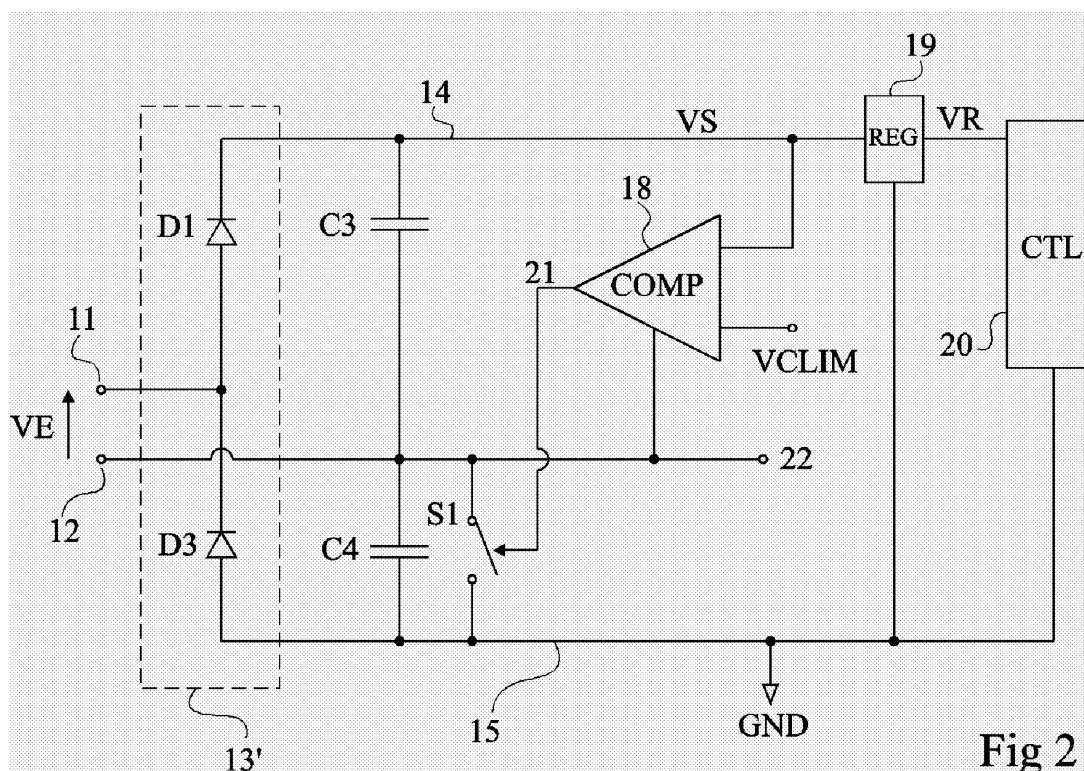 19
14
VS
REG
VR
D1
C3
18
CTL
21
COMP
11
20
VCLIM
VE
22
12
S1
D3
C4
15
GND
13'
Fig 2